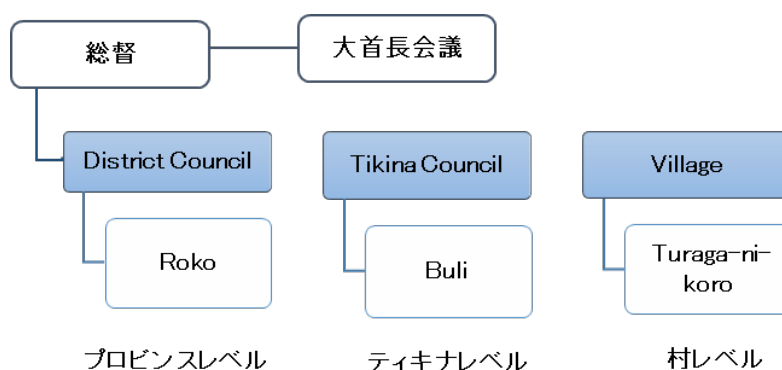 総督
大首長会議
District Council
Tikina Council
Village
Roko
Buli
Turaga-ni-
koro
プロビンスレベル
ティキナレベル
村レベル